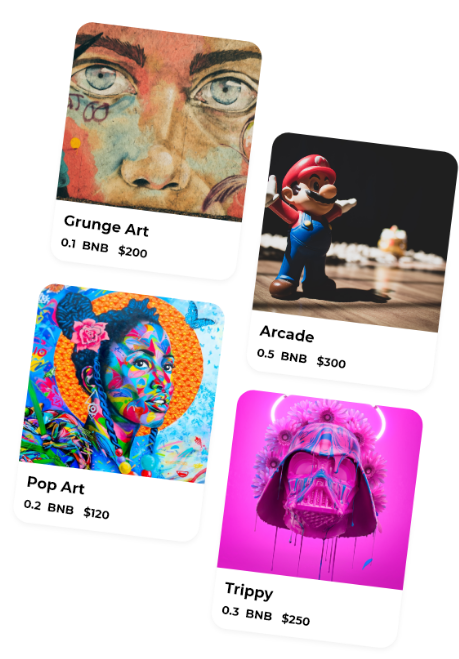 Grunge Art
0.1 BNB $200
Arcade
0.5 BNB $300
Pop Art
0.2 BNB $120
Trippy
0.3 BNB $250